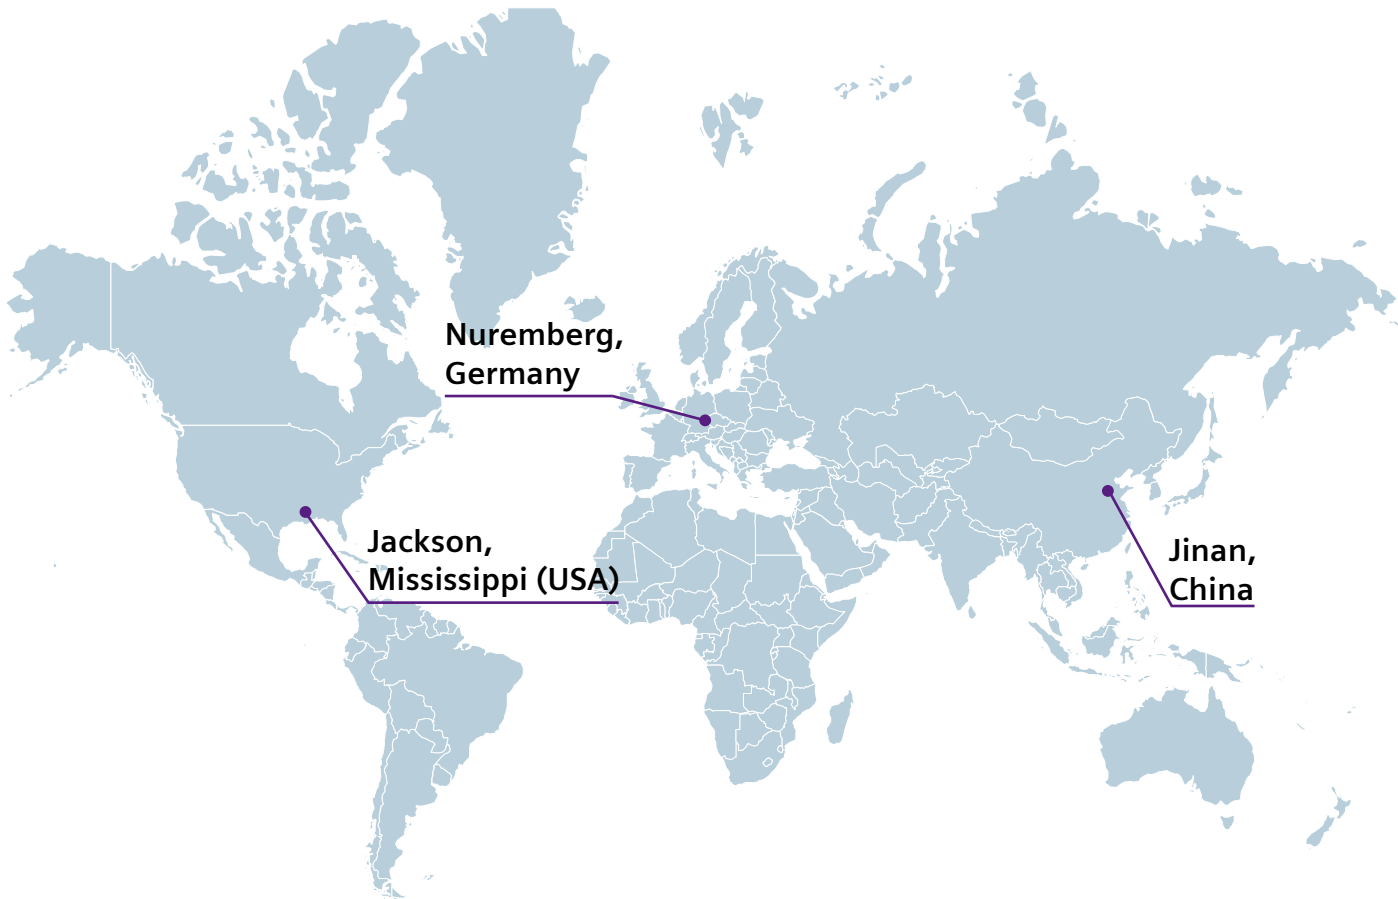 Nuremberg,
Germany
Jackson,
Mississippi (USA)
Jinan,
China